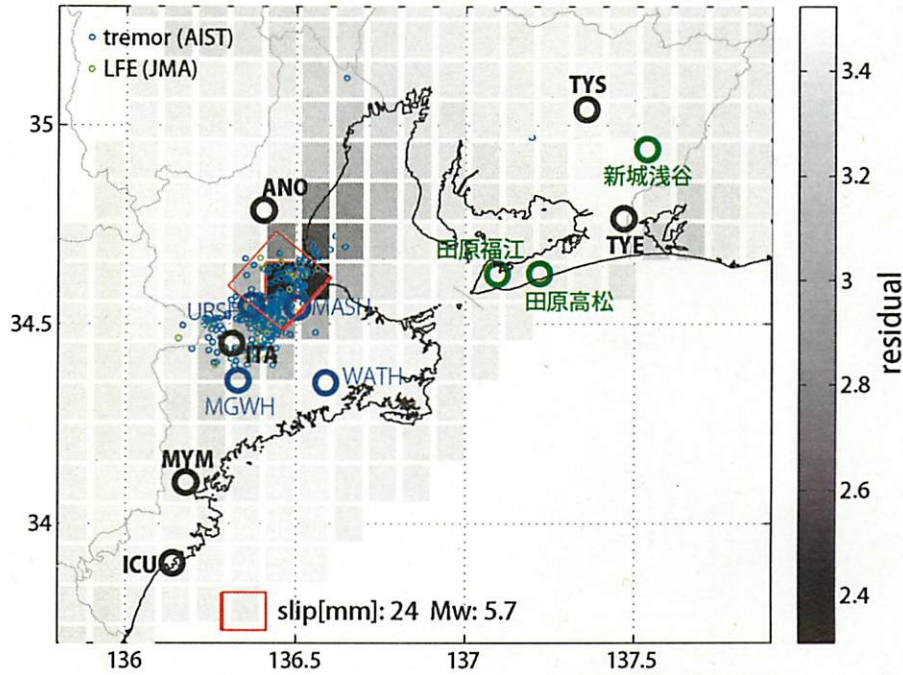 tremor (AIST)
LFE (JMA)
TYS
35
新城浅谷
ANO
TYE
田原福江
田原高松
34.5
MASH
ITA
WATH
MGWH
MYM
34
ICU
slip[mm]: 24 Mw: 5.7
136
136.5
137
137.5
3.4
3.2
3
2.8
2.6
2.4
residual